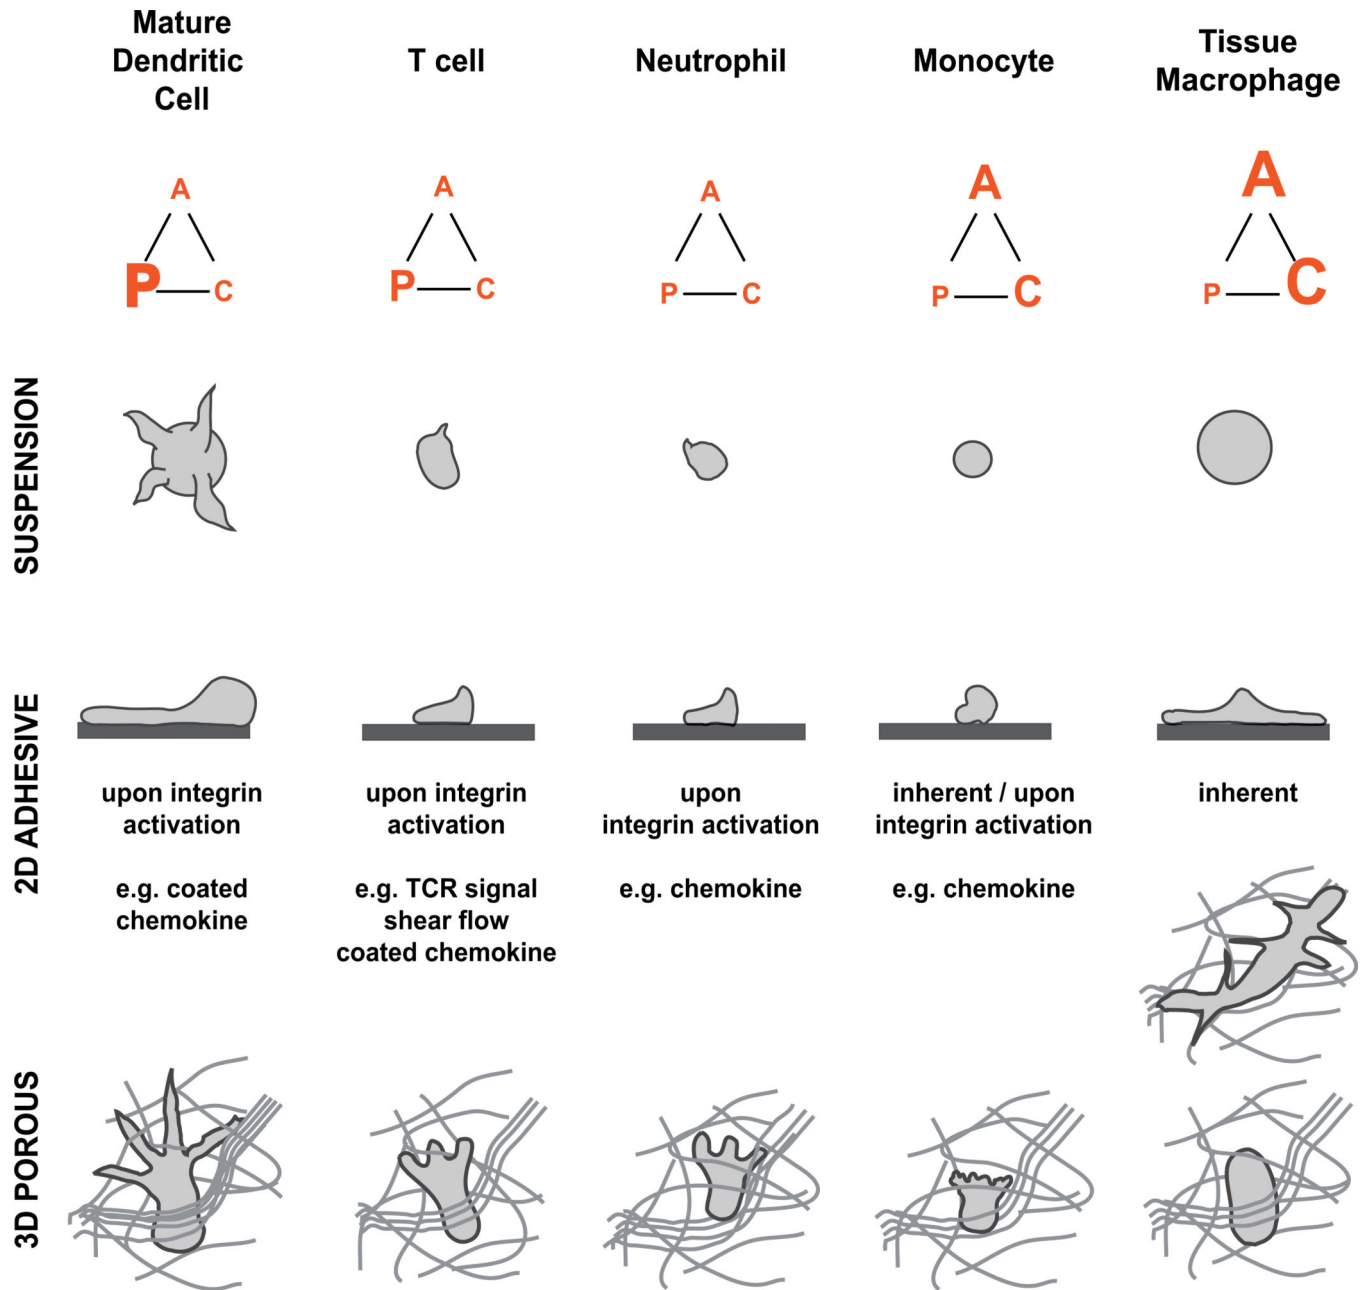 Mature
Dendritic
Cell
T cell
Neutrophil
Monocyte
Tissue
Macrophage
A
P
C
A
P
C
A
P
C
A
P
C
A
P
C
SUSPENSION
2D ADHESIVE
upon integrin
activation
e.g. coated
chemokine
upon integrin
activation
e.g. TCR signal
shear flow
coated chemokine
upon
integrin activation
e.g. chemokine
inherent / upon
integrin activation
e.g. chemokine
inherent
3D POROUS